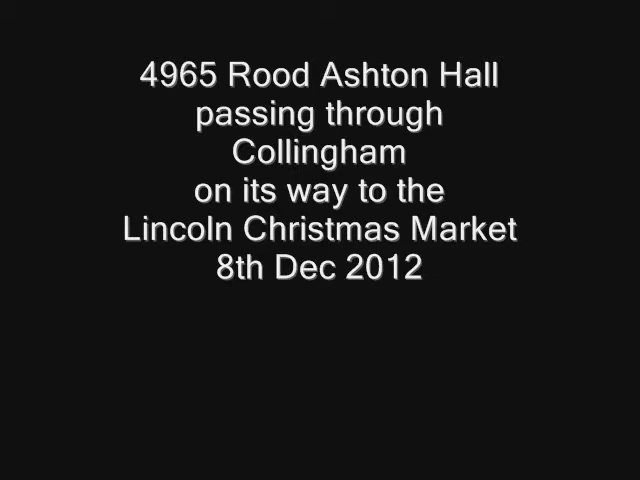 4965 Rood Ashton Hall
passing through
Collingham
on its way to the
Lincoln Christmas Market
8th Dec 2012